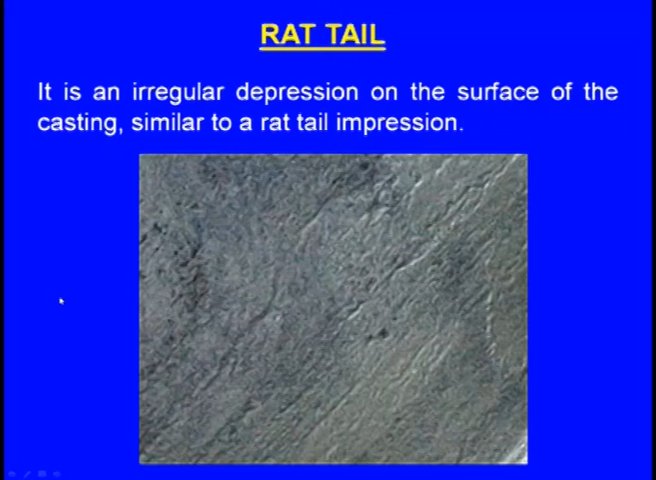 RAT TAIL
It is an irregular depression on the surface of the
casting, similar to a rat tail impression.